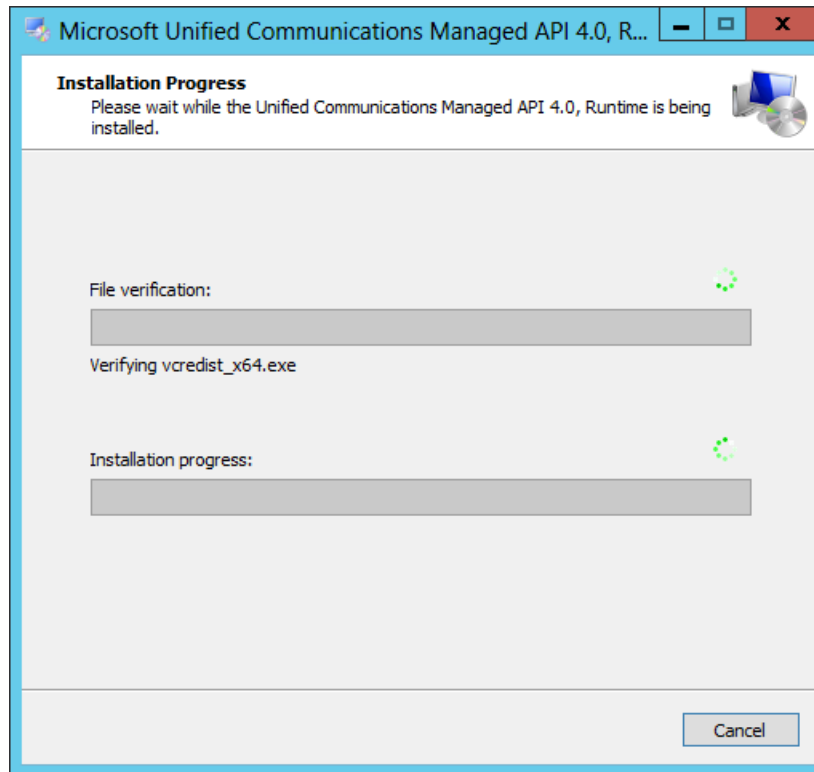 Microsoft Unified Communications Managed API 4.0, R...
Installation Progress
Please wait while the Unified Communications Managed API 4.0, Runtime is being
installed.
File verification:
Verifying vcredist_x64.exe
Installation progress:
Cancel